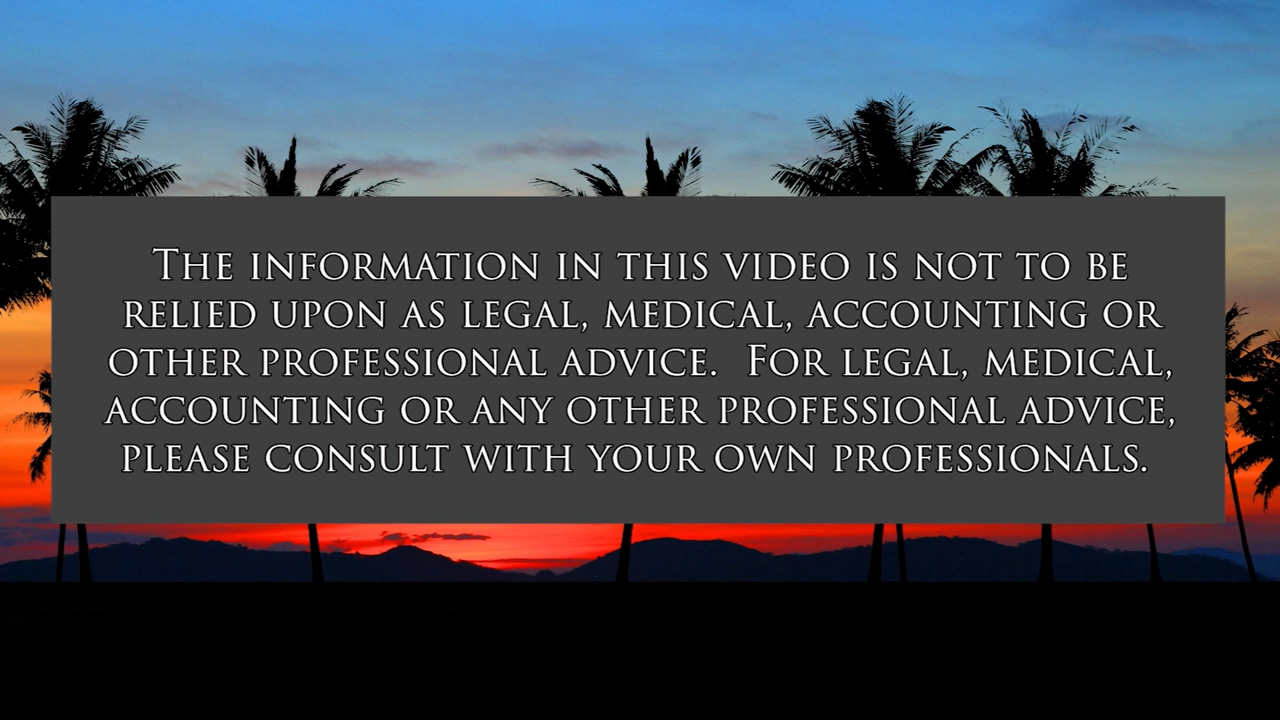 The information in this video is not to be
relied upon as legal, medical, accounting or
other professional advice.  For legal, medical,
accounting or any other professional advice,
please consult with your own professionals.